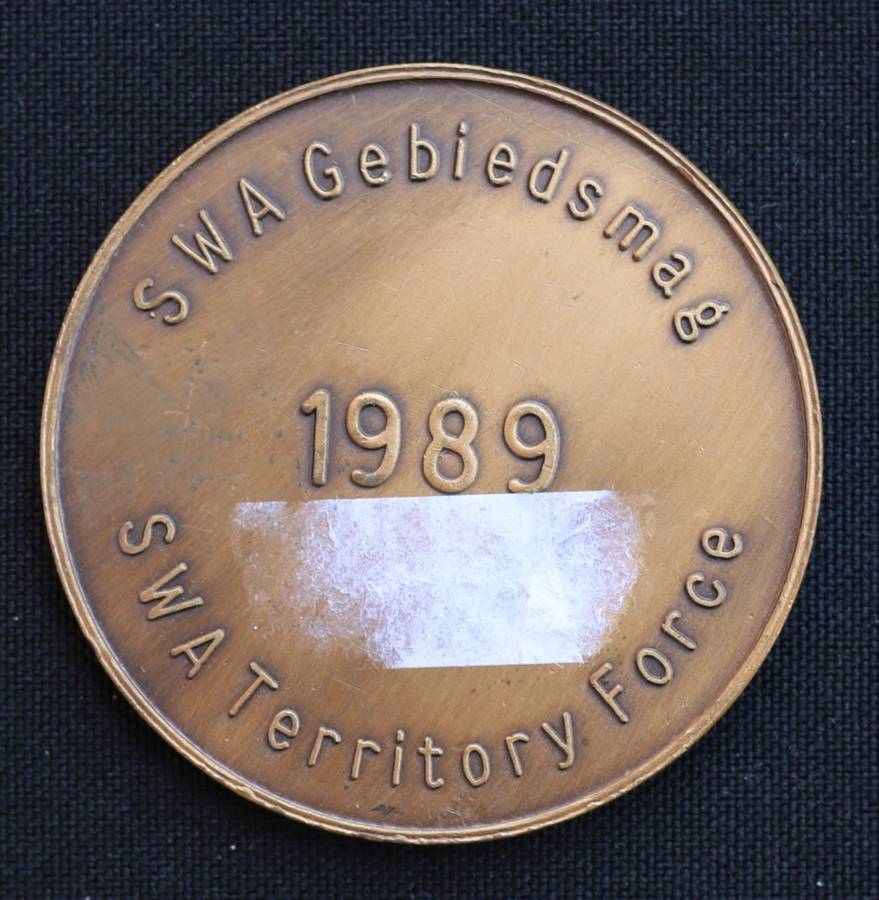 SWA Gebiedsmag
1989
SWA Territory Force